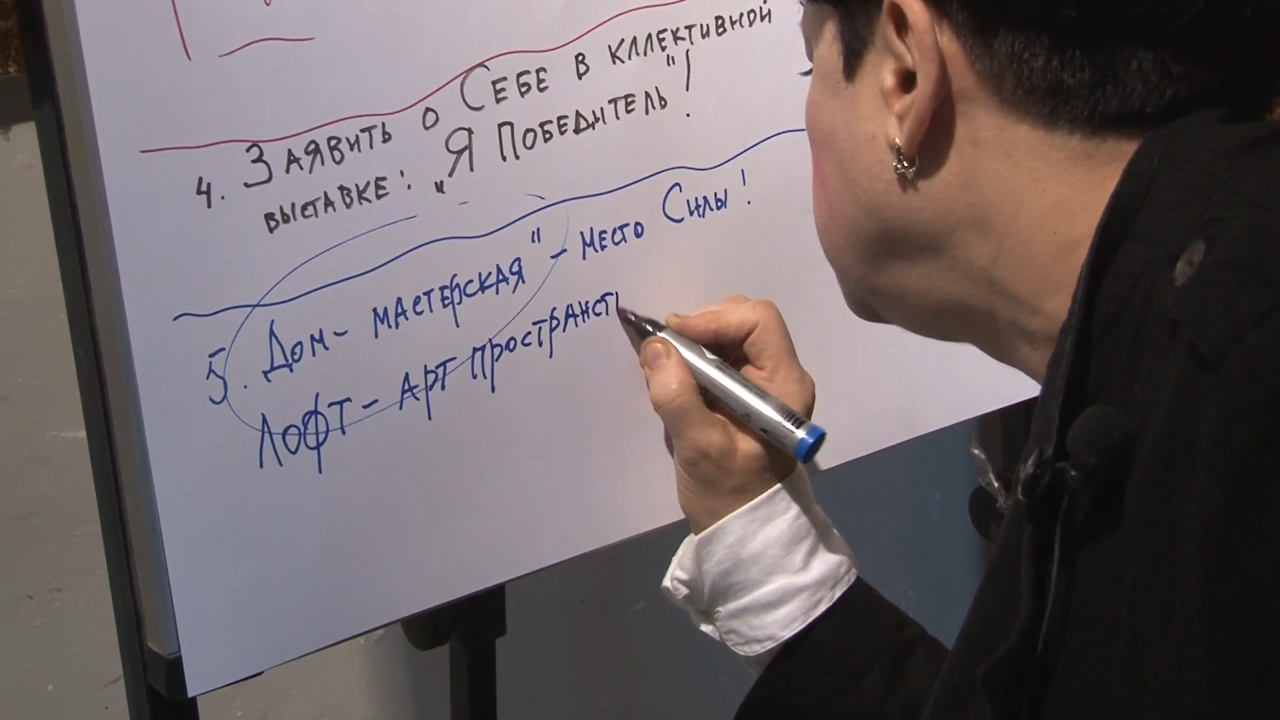 4. Заявить о Себе в кллективной
выставке: "Я Победитель"!
5. Дом- мастерская" - место Силы!
Лофт - арт пространст